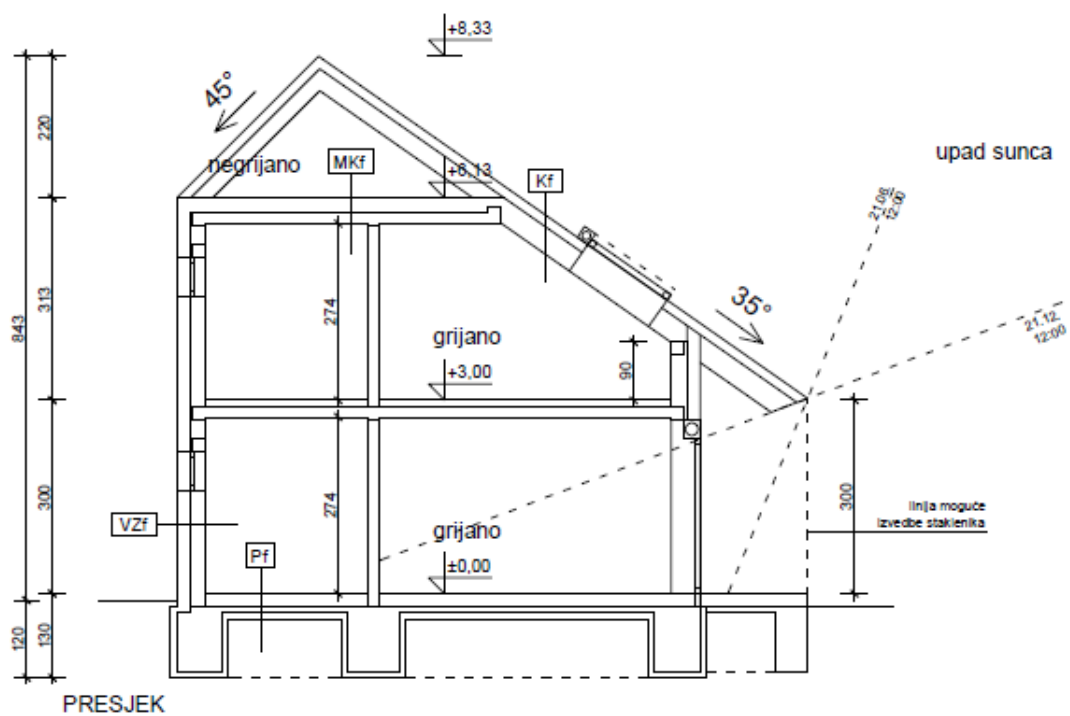 +8,33
45°
220
negrijano
MKf
+6,13
Kf
upad sunca
21.06.
12:00
843
313
274
35°
21.12.
12:00
grijano
+3,00
90
300
274
300
linija moguće
izvedbe staklenika
VZf
Pf
grijano
±0,00
120
130
PRESJEK